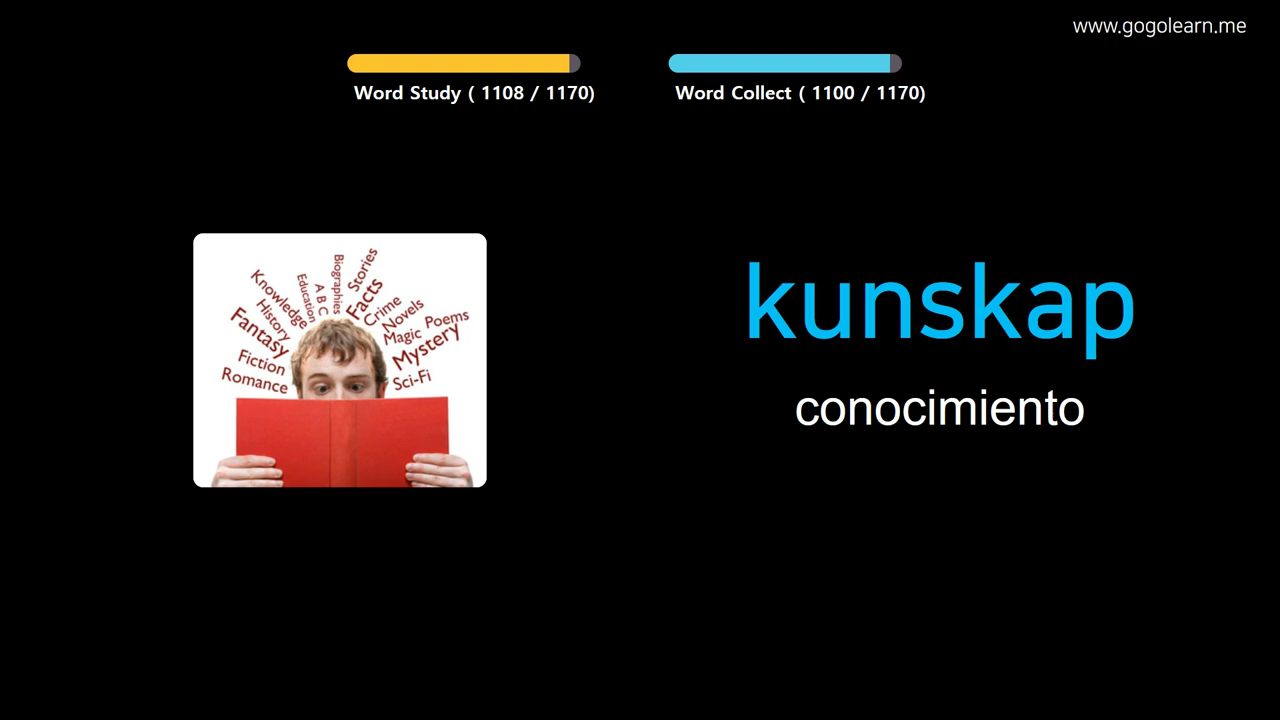 www.gogolearn.me
Word Study ( 1108 / 1170)
Word Collect ( 1100 / 1170)
kunskap
conocimiento
Knowledge
History
Fantasy
Fiction
Romance
Education
A B C
Biographies
Stories
Facts
Crime
Novels
Magic
Poems
Mystery
Sci-Fi